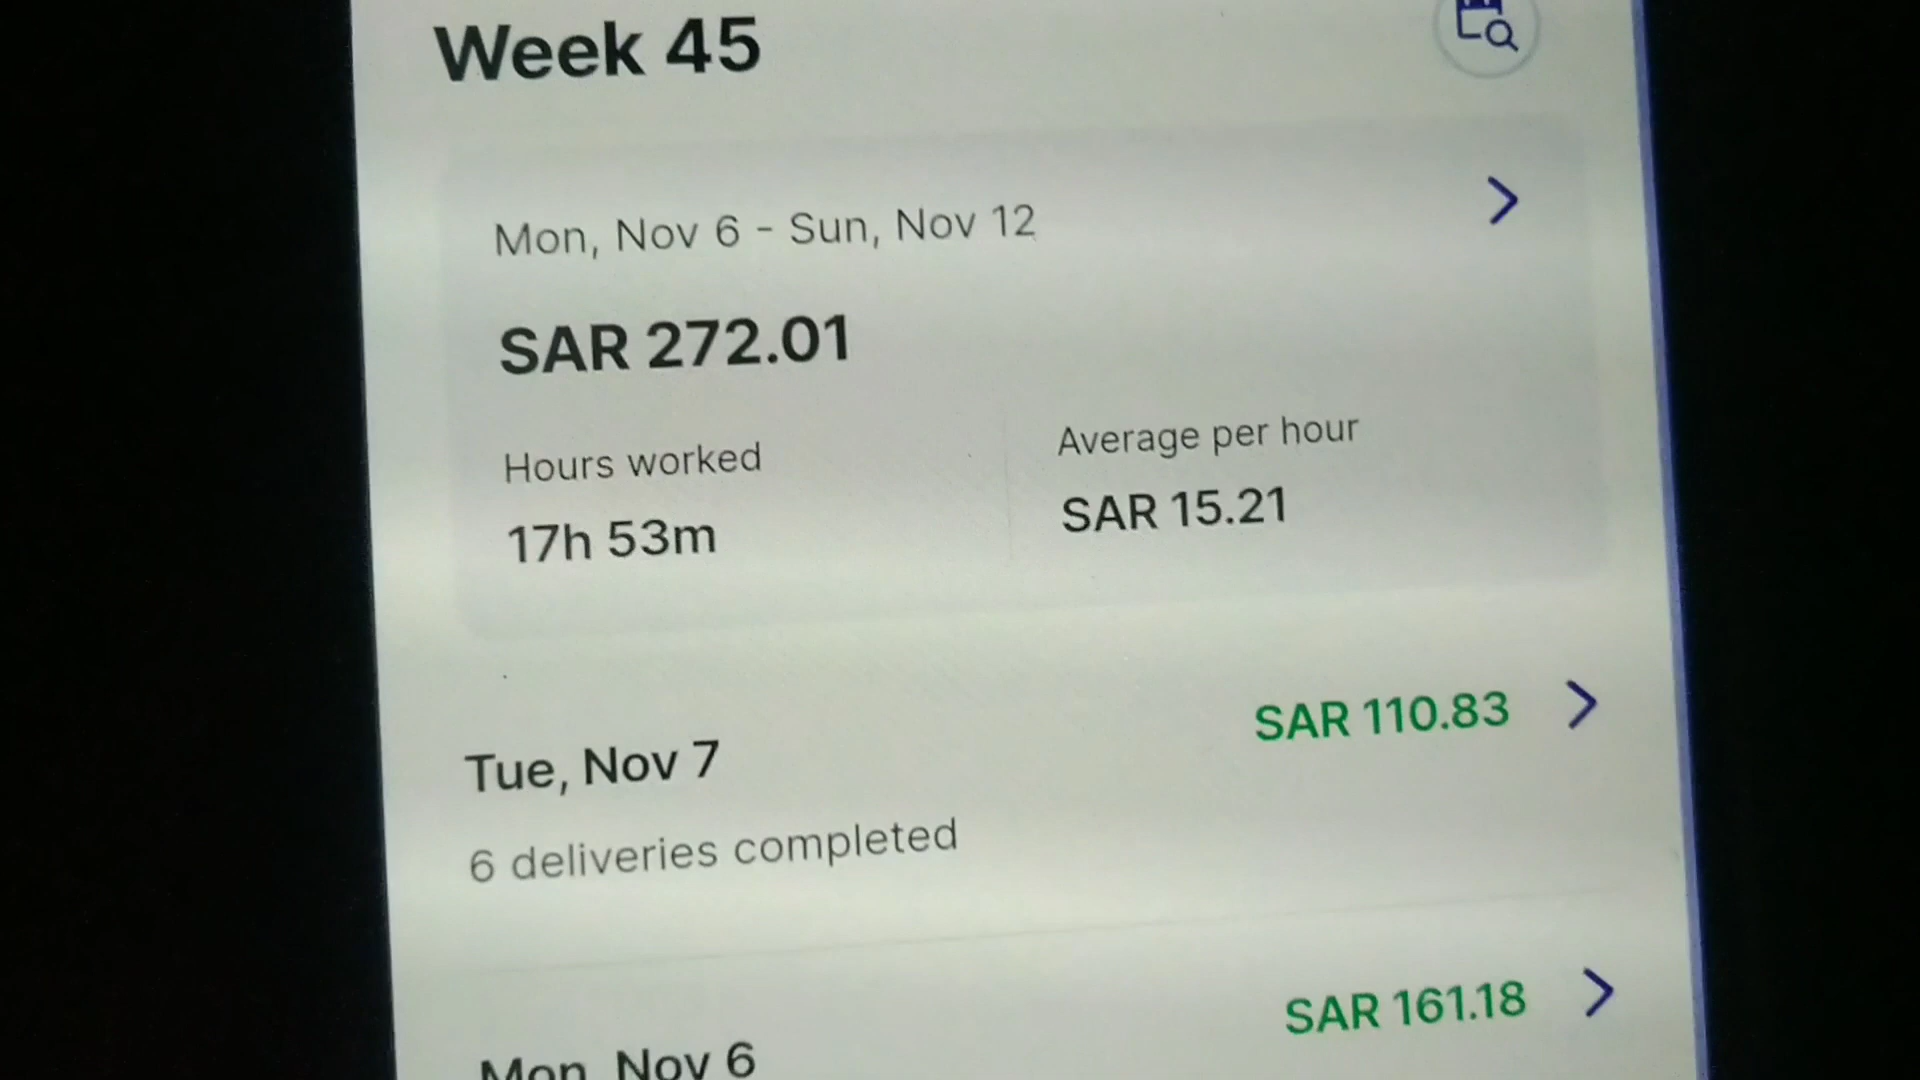 Week 45
Mon, Nov 6 - Sun, Nov 12
SAR 272.01
Hours worked
Average per hour
17h 53m
SAR 15.21
Tue, Nov 7
SAR 110.83
6 deliveries completed
SAR 161.18
Mon, Nov 6